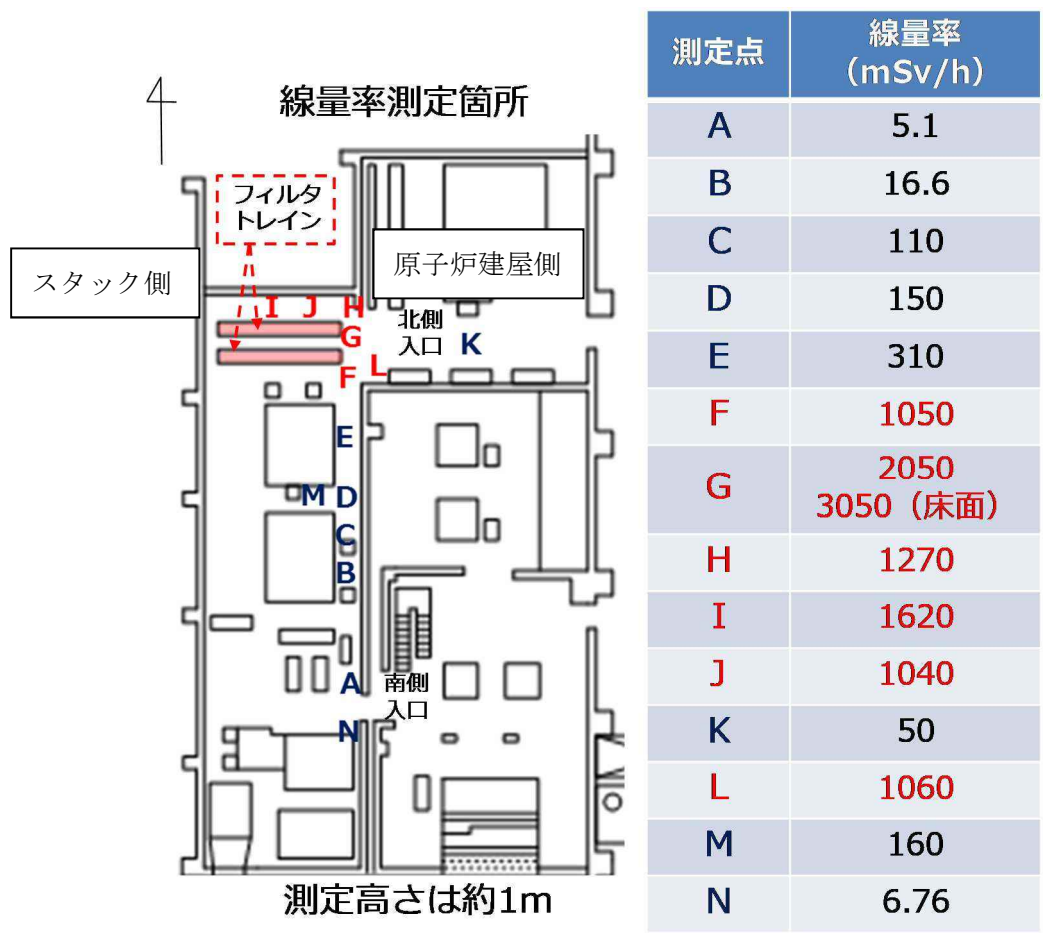 線量率測定箇所
フィルタ
トレイン
スタック側
原子炉建屋側
I J H
G
F
L
北側
入口
K
E
M D
C
B
A
南側
入口
N
測定高さは約1m
測定点 線量率
(mSv/h)
A 5.1
B 16.6
C 110
D 150
E 310
F 1050
G 2050
3050（床面）
H 1270
I 1620
J 1040
K 50
L 1060
M 160
N 6.76